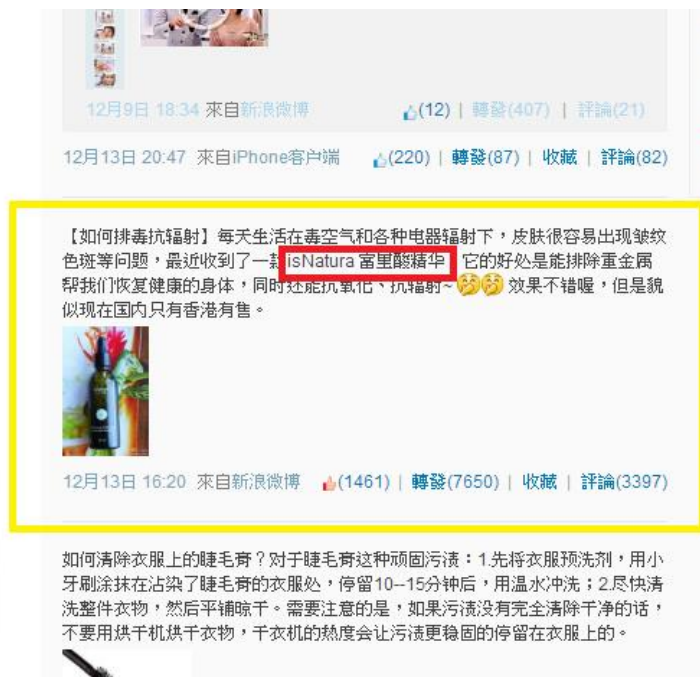 12月9日 18:34 來自新浪微博 (12) | 轉發(407) | 評論(21)
12月13日 20:47 來自iPhone客户端 (220) | 轉發(87) | 收藏 | 評論(82)
【如何排毒抗辐射】每天生活在毒空气和各种电器辐射下，皮肤很容易出现皱纹
色斑等问题，最近收到了一款isNatura 富里酸精华 它的好处是能排除重金属
帮我们恢复健康的身体，同时还能抗氧化、抗辐射~ 效果不错喔，但是貌
似现在国内只有香港有售。
12月13日 16:20 來自新浪微博 (1461) | 轉發(7650) | 收藏 | 評論(3397)
如何清除衣服上的睫毛膏？对于睫毛膏这种顽固污渍：1.先将衣服预洗剂，用小
牙刷涂抹在沾染了睫毛膏的衣服处，停留10--15分钟后，用温水冲洗；2.尽快清
洗整件衣物，然后平铺晾干。需要注意的是，如果污渍没有完全清除干净的话，
不要用烘干机烘干衣物，干衣机的热度会让污渍更稳固的停留在衣服上的。